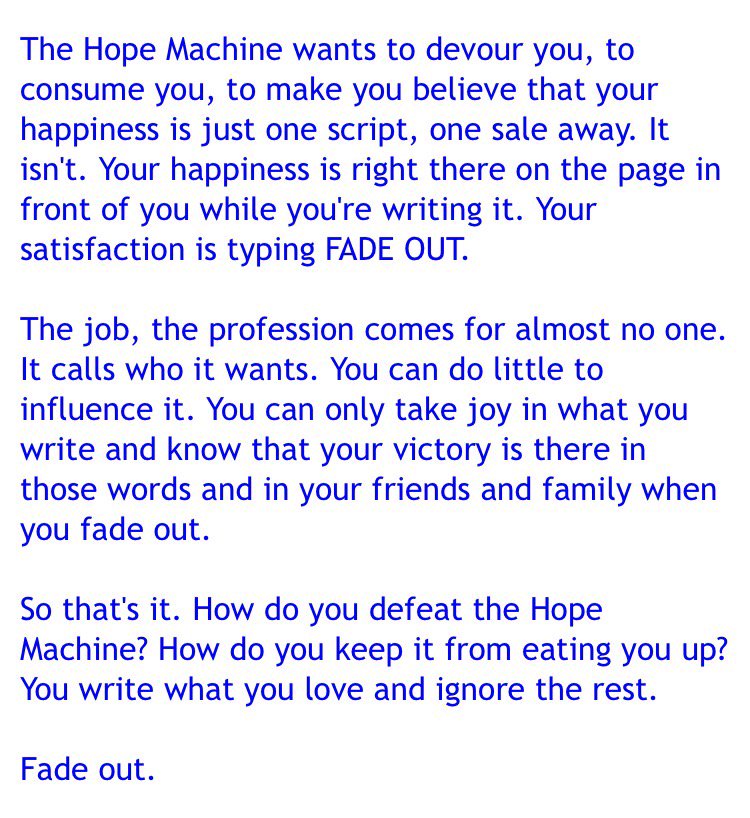 The Hope Machine wants to devour you, to
consume you, to make you believe that your
happiness is just one script, one sale away. It
isn't. Your happiness is right there on the page in
front of you while you're writing it. Your
satisfaction is typing FADE OUT.
The job, the profession comes for almost no one.
It calls who it wants. You can do little to
influence it. You can only take joy in what you
write and know that your victory is there in
those words and in your friends and family when
you fade out.
So that's it. How do you defeat the Hope
Machine? How do you keep it from eating you up?
You write what you love and ignore the rest.
Fade out.